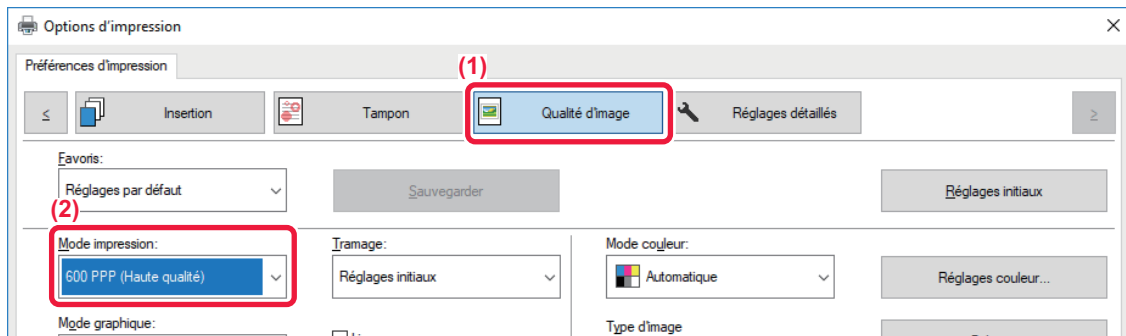 Options d'impression
Préférences d'impression
(1)
<
Insertion
Tampon
Qualité d'image
Réglages détaillés
>
Favoris:
Réglages par défaut
Sauvegarder
Réglages initiaux
(2)
Mode impression:
Tramage:
Mode couleur:
600 PPP (Haute qualité)
Réglages initiaux
Automatique
Réglages couleur...
Mode graphique:
Type d'image